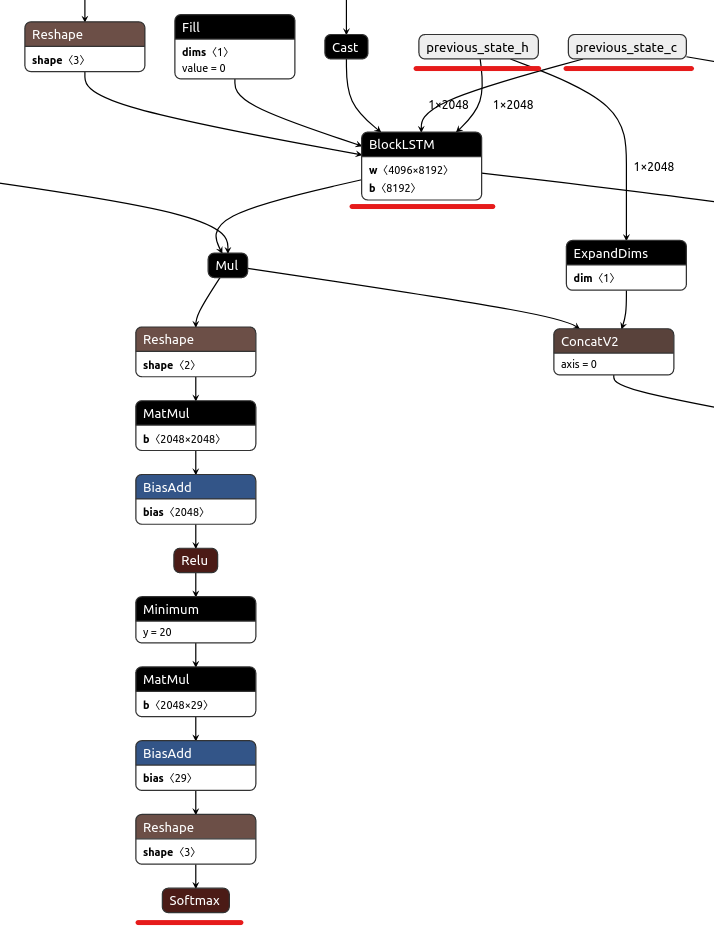 Reshape
shape 〈3〉
Fill
dims 〈1〉
value = 0
Cast
previous_state_h
previous_state_c
1×2048
1×2048
BlockLSTM
w 〈4096×8192〉
b 〈8192〉
1×2048
Mul
ExpandDims
dim 〈1〉
Reshape
shape 〈2〉
ConcatV2
axis = 0
MatMul
b 〈2048×2048〉
BiasAdd
bias 〈2048〉
Relu
Minimum
y = 20
MatMul
b 〈2048×29〉
BiasAdd
bias 〈29〉
Reshape
shape 〈3〉
Softmax